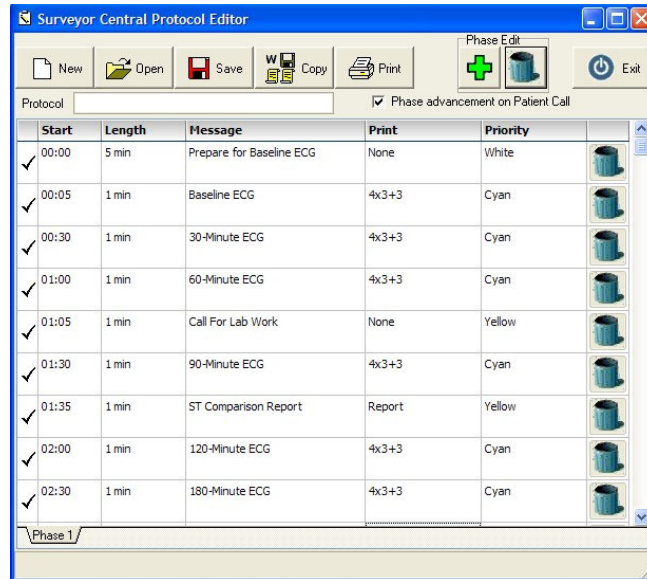 Surveyor Central Protocol Editor
Phase Edit
New Open Save W Copy Print Exit
Protocol Phase advancement on Patient Call
Start Length Message Print Priority
00:00 5 min Prepare for Baseline ECG None White
00:05 1 min Baseline ECG 4x3+3 Cyan
00:30 1 min 30-Minute ECG 4x3+3 Cyan
01:00 1 min 60-Minute ECG 4x3+3 Cyan
01:05 1 min Call For Lab Work None Yellow
01:30 1 min 90-Minute ECG 4x3+3 Cyan
01:35 1 min ST Comparison Report Report Yellow
02:00 1 min 120-Minute ECG 4x3+3 Cyan
02:30 1 min 180-Minute ECG 4x3+3 Cyan
Phase 1